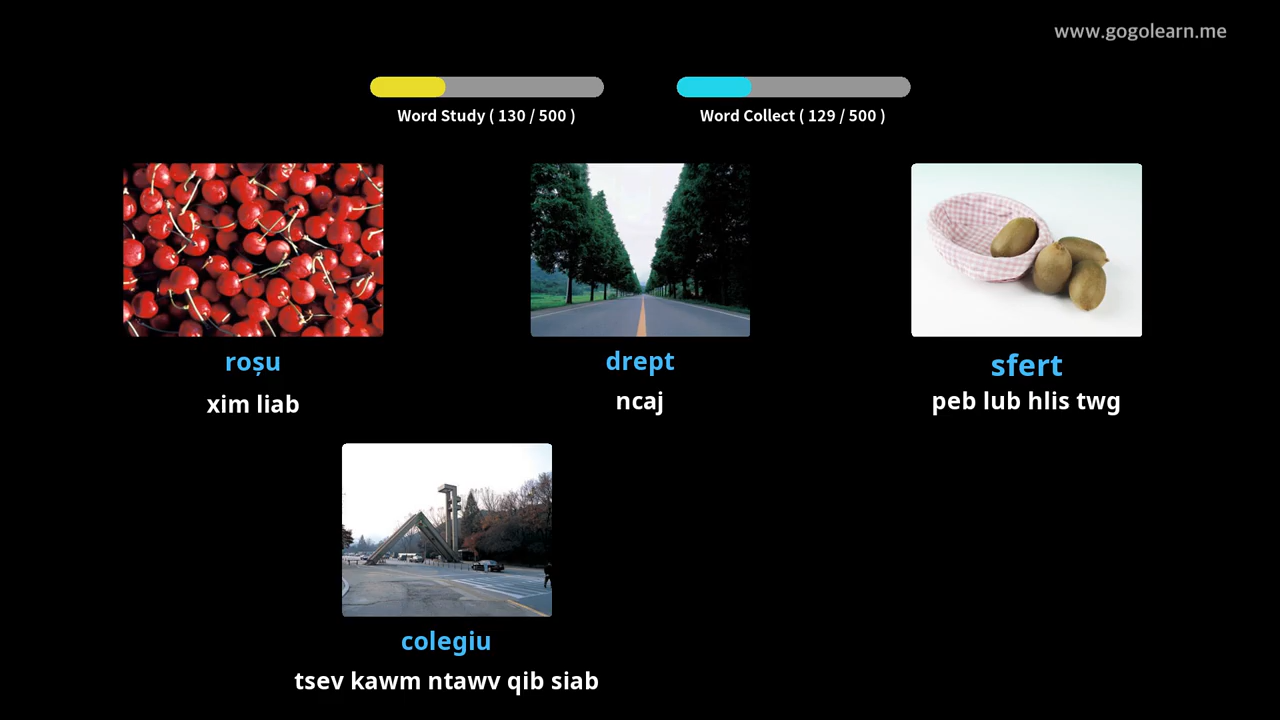 www.gogolearn.me
Word Study ( 130 / 500 )
Word Collect ( 129 / 500 )
roșu
xim liab
drept
ncaj
sfert
peb lub hlis twg
colegiu
tsev kawm ntawv qib siab